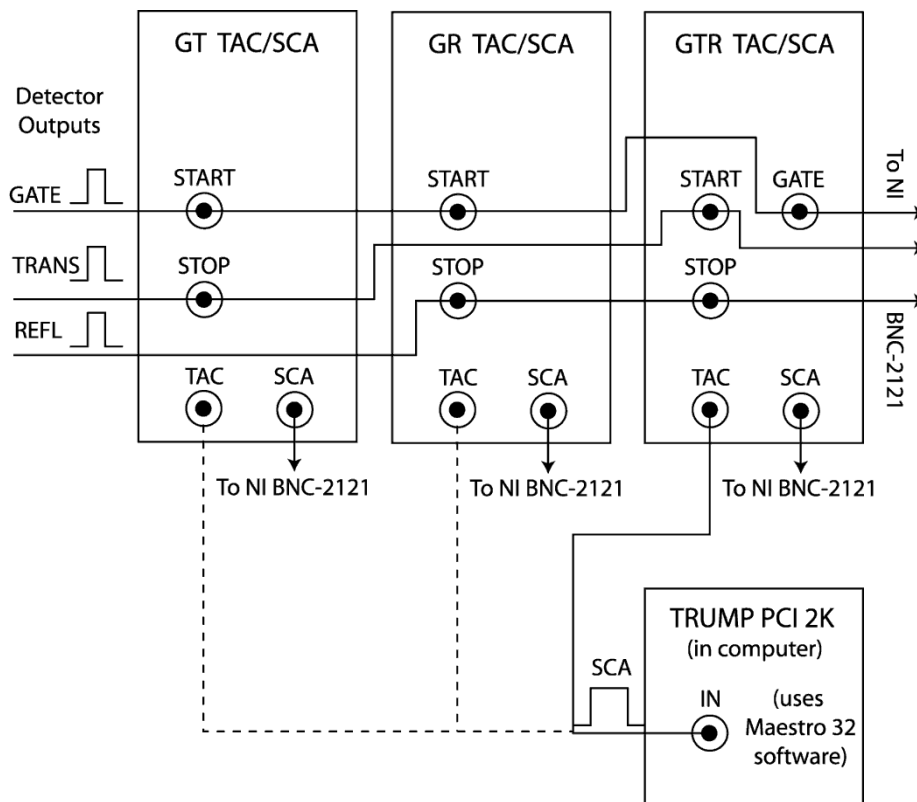 GT TAC/SCA
GR TAC/SCA
GTR TAC/SCA
Detector
Outputs
To NI
GATE
START
START
START
GATE
TRANS
STOP
STOP
STOP
REFL
BNC-2121
TAC
SCA
TAC
SCA
TAC
SCA
To NI BNC-2121
To NI BNC-2121
To NI BNC-2121
TRUMP PCI 2K
(in computer)
SCA
IN
(uses
Maestro 32
software)